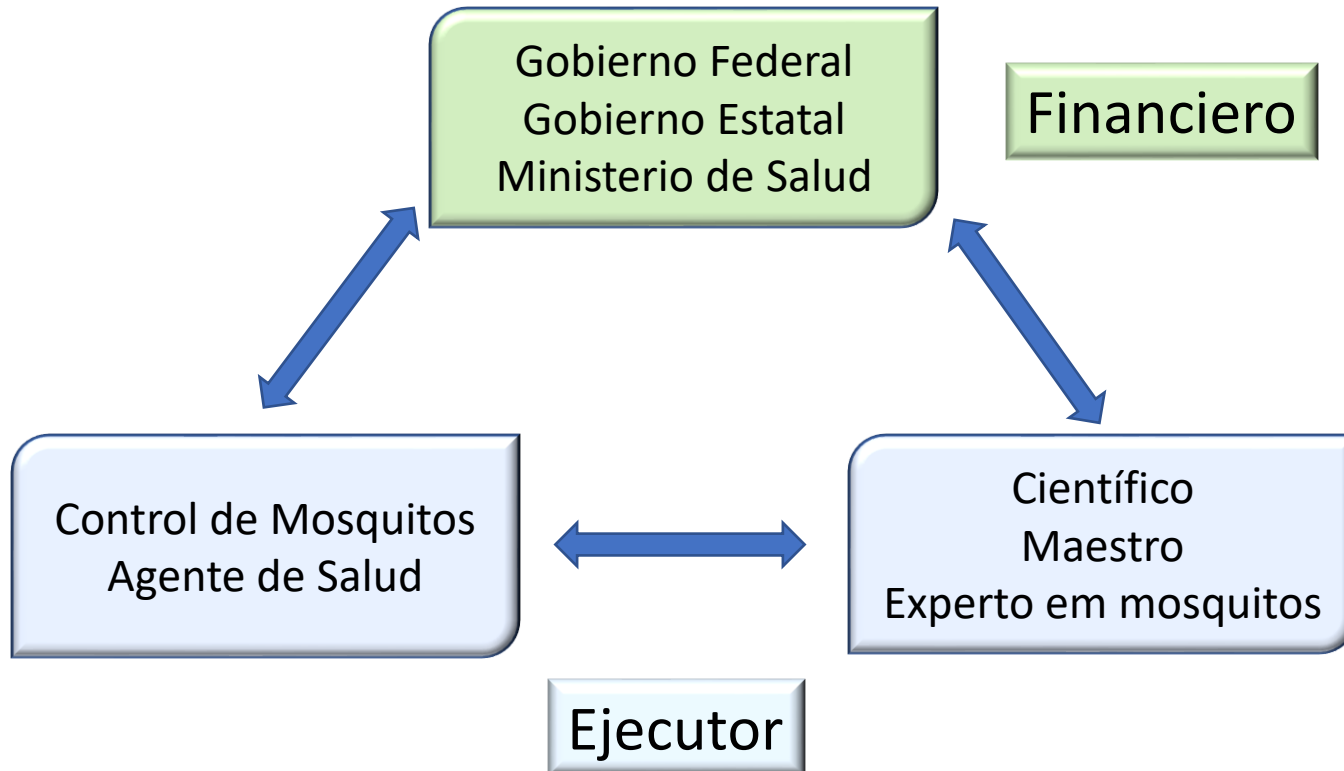 Gobierno Federal
Gobierno Estatal
Ministerio de Salud
Financiero
Control de Mosquitos
Agente de Salud
Científico
Maestro
Experto em mosquitos
Ejecutor